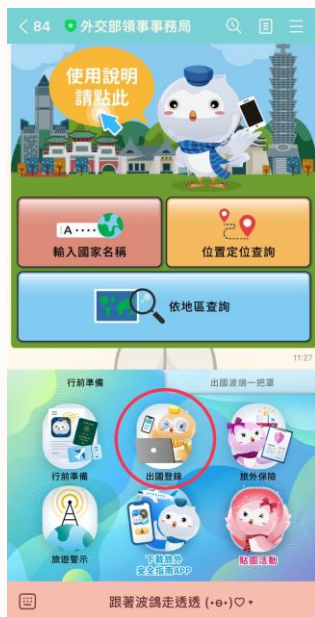 84 外交部領事事務局
使用說明
請點此
A....
輸入國家名稱
位置定位查詢
依地區查詢
11:27
行前準備
出國波鴿一把罩
行前準備
出國登錄
旅外保險
旅遊警示
下載旅外
安全指南APP
貼圖活動
跟著波鴿走透透 (･ө･)♡